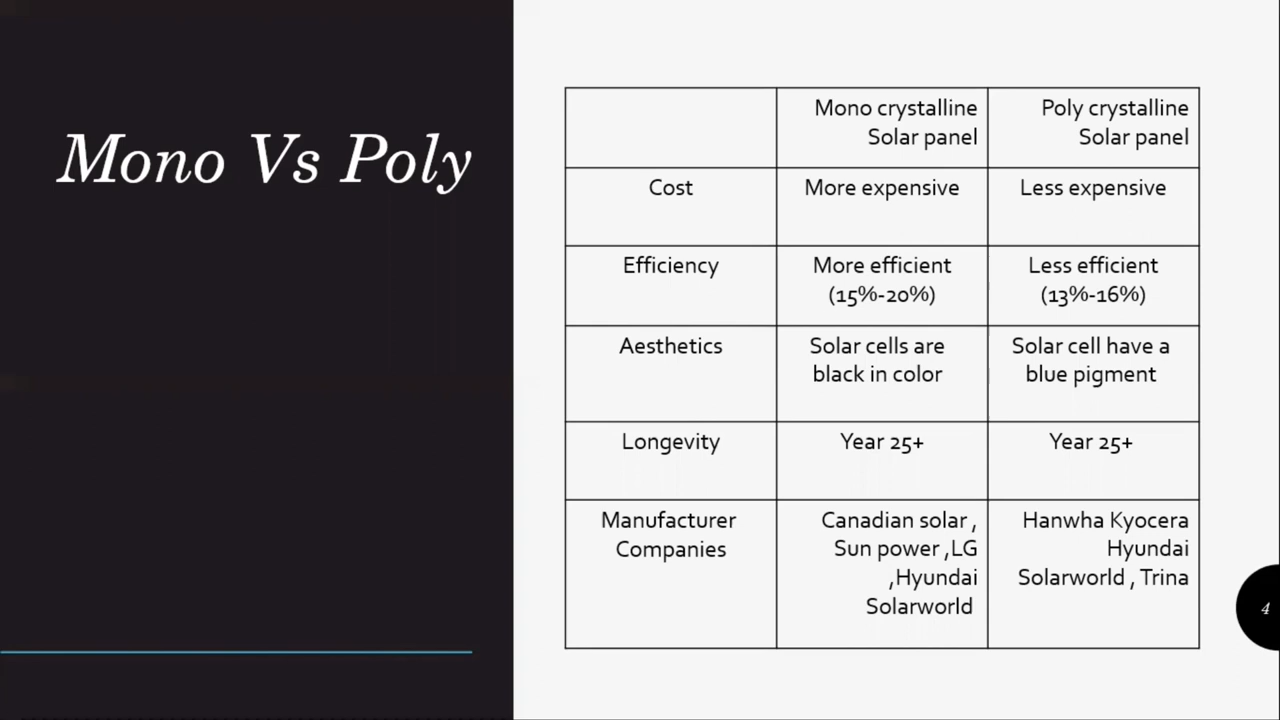 Mono Vs Poly
Mono crystalline
Solar panel
Poly crystalline
Solar panel
Cost
More expensive
Less expensive
Efficiency
More efficient
(15%-20%)
Less efficient
(13%-16%)
Aesthetics
Solar cells are
black in color
Solar cell have a
blue pigment
Longevity
Year 25+
Year 25+
Manufacturer
Companies
Canadian solar ,
Sun power ,LG
,Hyundai
Solarworld
Hanwha Kyocera
Hyundai
Solarworld , Trina
4